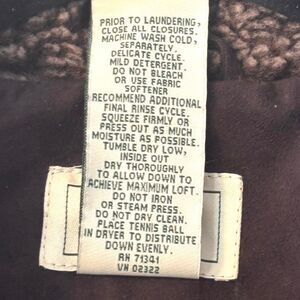 PRIOR TO LAUNDERING,
CLOSE ALL CLOSURES.
MACHINE WASH COLD,
SEPARATELY.
DELICATE CYCLE.
MILD DETERGENT.
DO NOT BLEACH
OR USE FABRIC
SOFTENER
RECOMMEND ADDITIONAL
FINAL RINSE CYCLE.
SQUEEZE FIRMLY OR
PRESS OUT AS MUCH
MOISTURE AS POSSIBLE.
TUMBLE DRY LOW,
INSIDE OUT
DRY THOROUGHLY
TO ALLOW DOWN TO
ACHIEVE MAXIMUM LOFT.
DO NOT IRON
OR STEAM PRESS.
DO NOT DRY CLEAN.
PLACE TENNIS BALL
IN DRYER TO DISTRIBUTE
DOWN EVENLY.
RN 71341
VN 02322